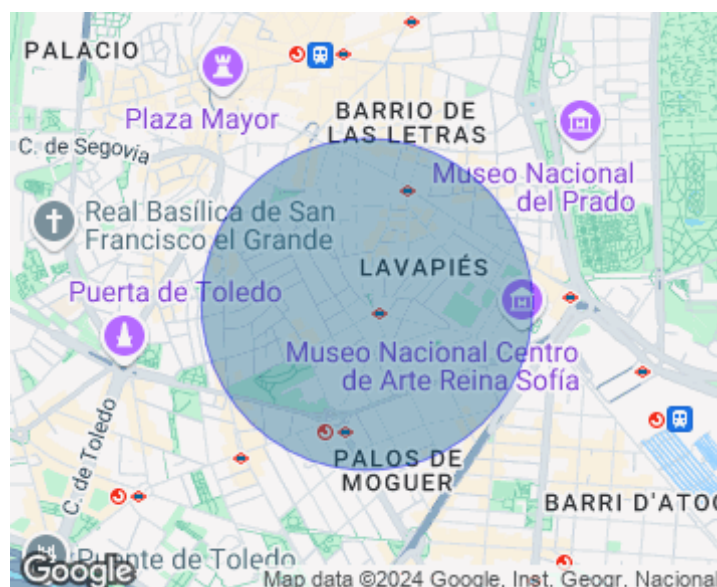 PALACIO
Plaza Mayor
BARRIO DE
LAS LETRAS
C. de Segovia
Museo Nacional
del Prado
Real Basílica de San
Francisco el Grande
LAVAPIÉS
Puerta de Toledo
Museo Nacional Centro
de Arte Reina Sofía
C. de Toledo
PALOS DE
MOGUER
BARRI D'ATOC
Puente de Toledo
Google
Map data ©2024 Google, Inst. Geogr. Nacional